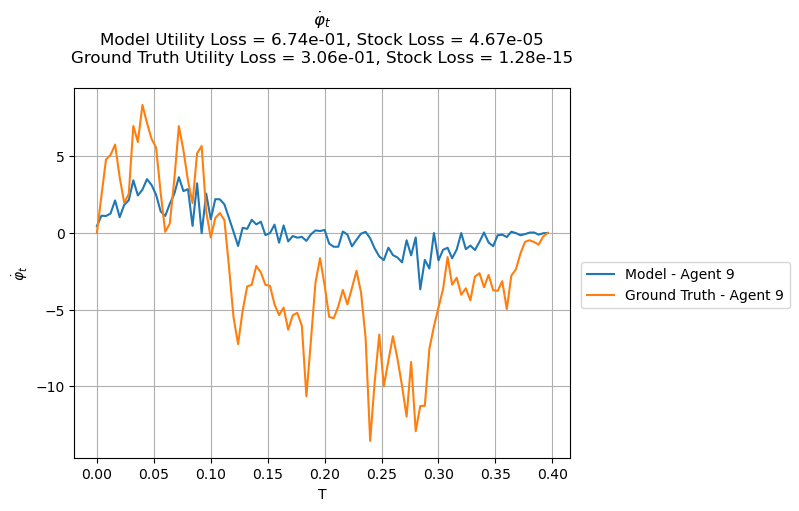 φ̇ₜ
Model Utility Loss = 6.74e-01, Stock Loss = 4.67e-05
Ground Truth Utility Loss = 3.06e-01, Stock Loss = 1.28e-15
φ̇ₜ
5
0
−5
−10
0.00 0.05 0.10 0.15 0.20 0.25 0.30 0.35 0.40
T
Model - Agent 9
Ground Truth - Agent 9